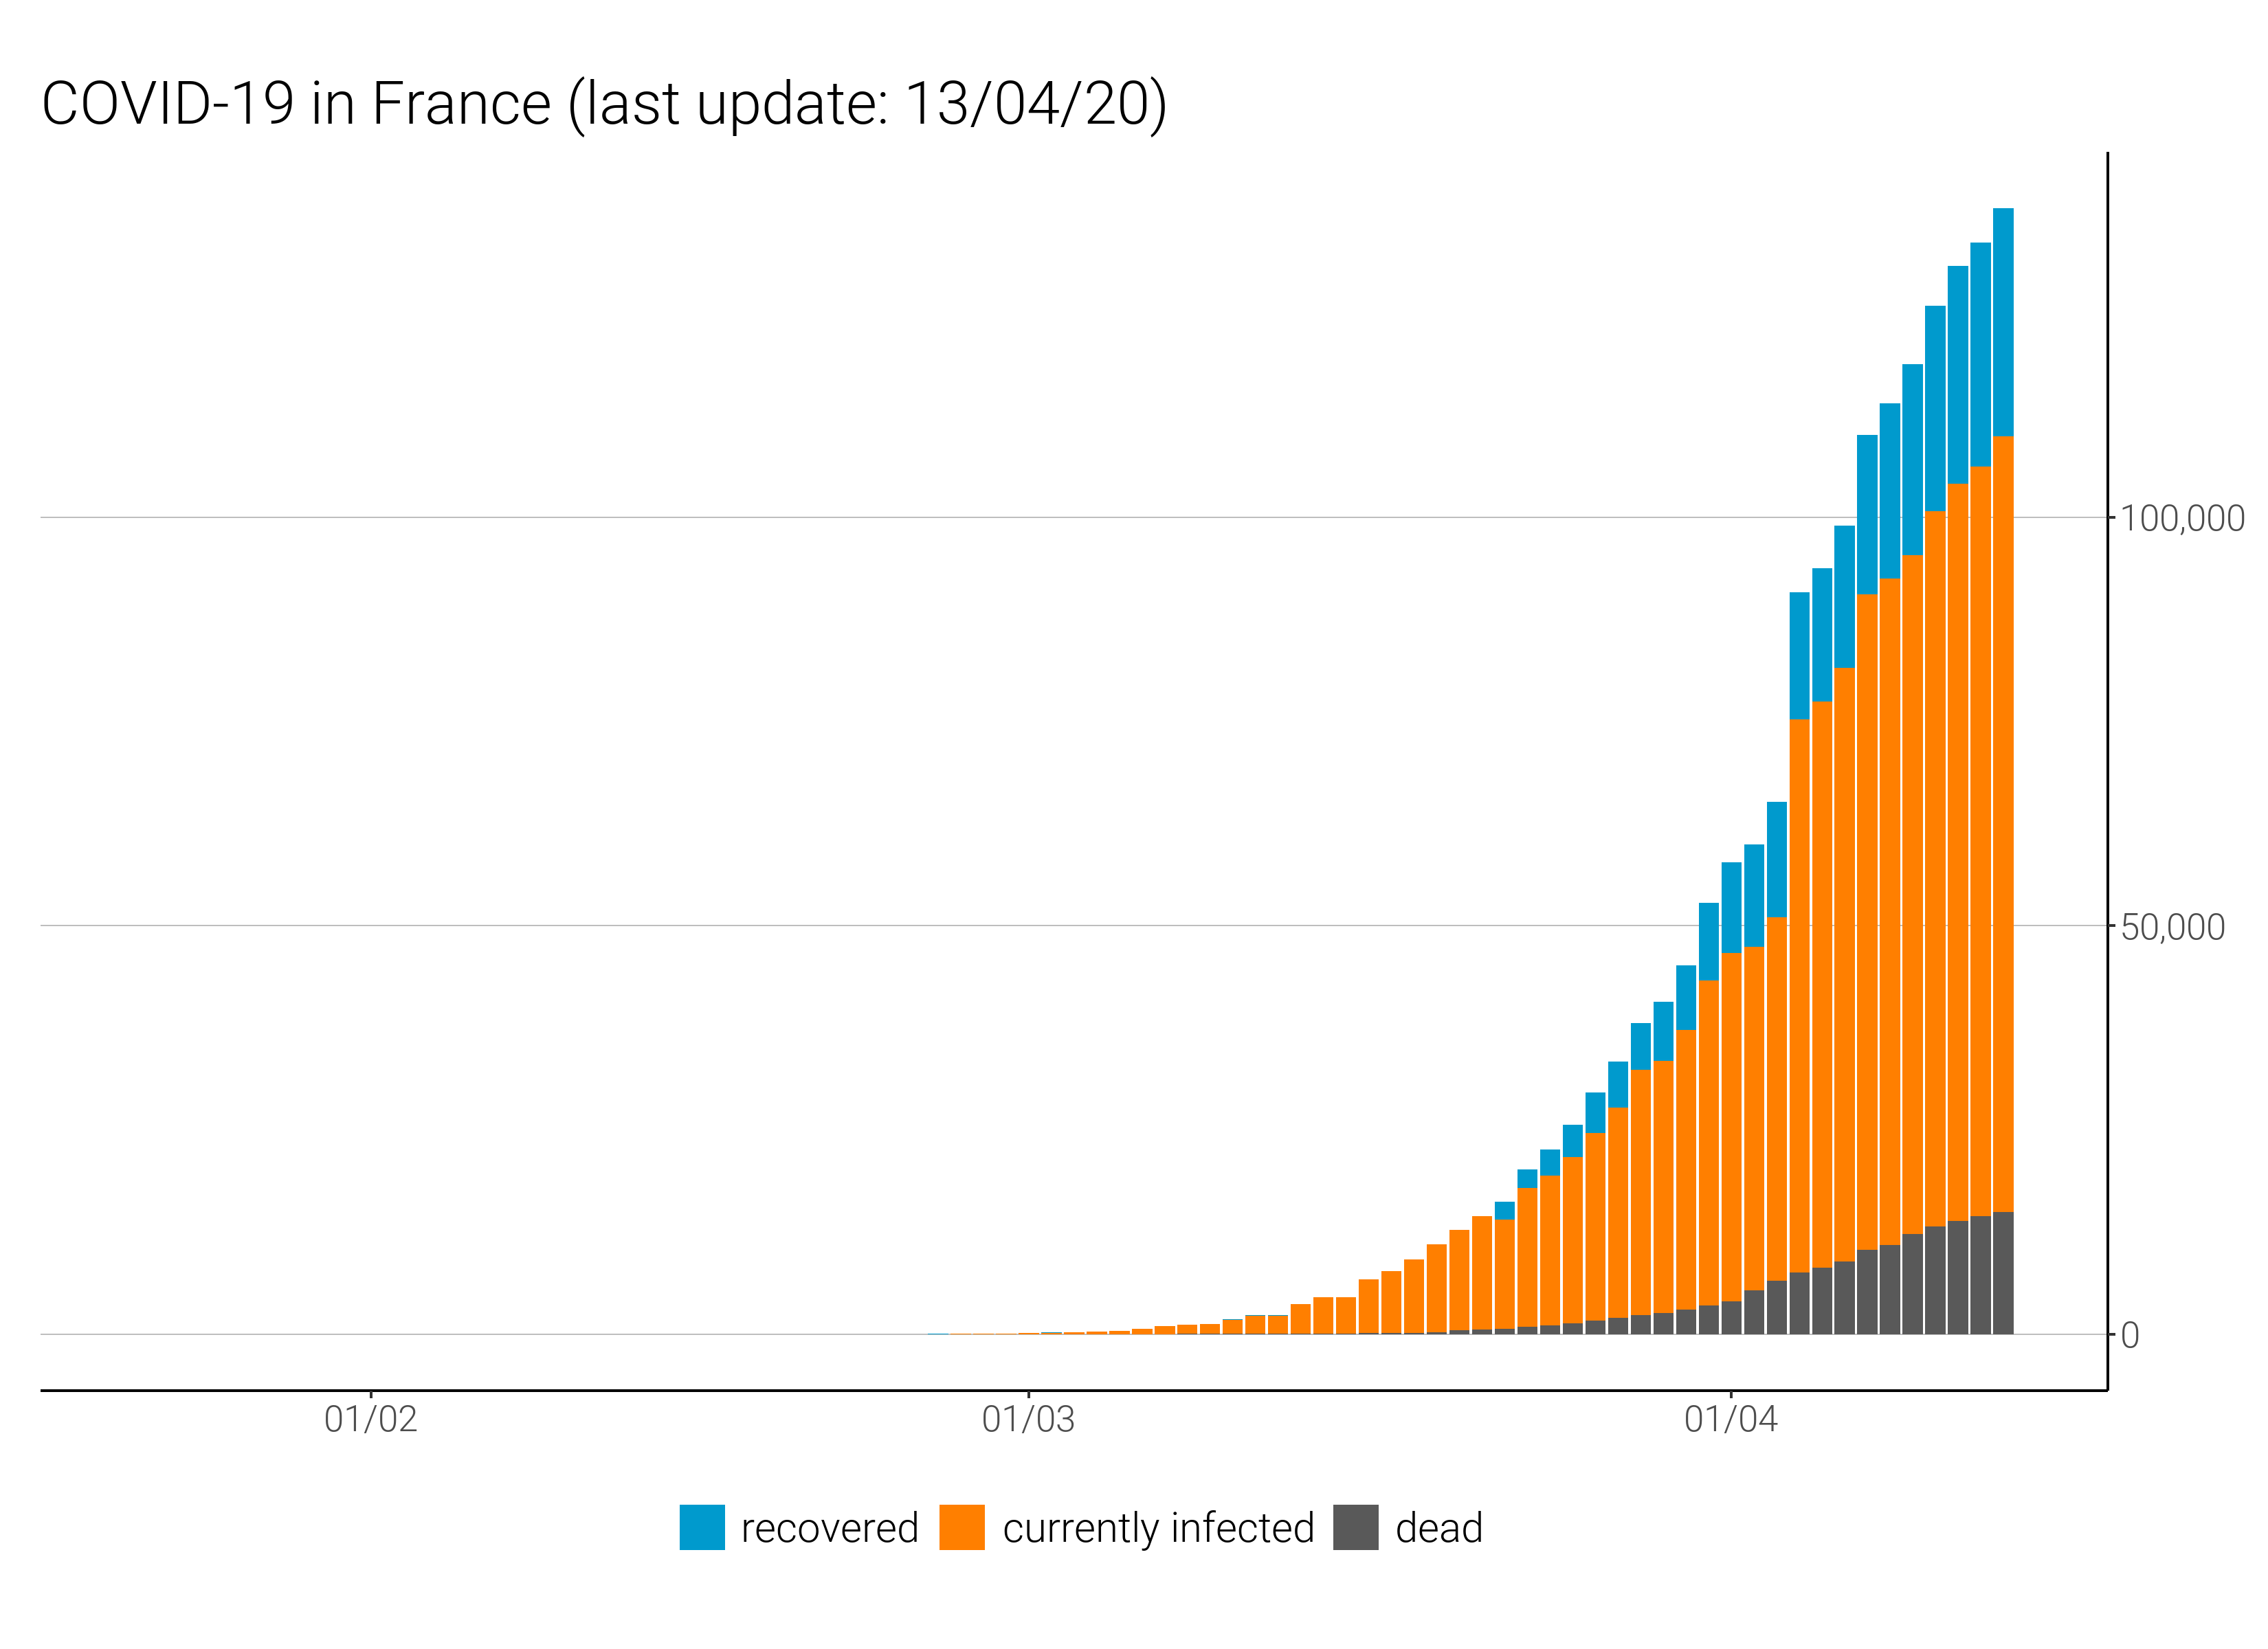 COVID-19 in France (last update: 13/04/20)
100,000
50,000
0
01/02 01/03 01/04
recovered currently infected dead